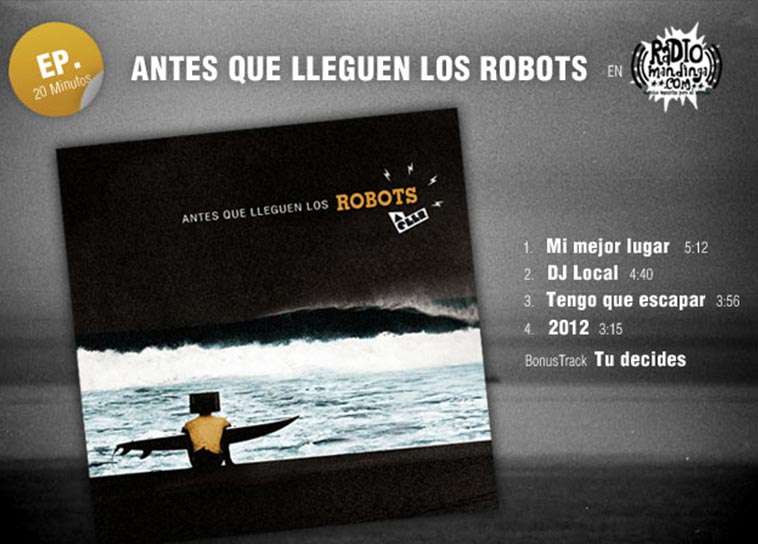 EP.
20 Minutos
ANTES QUE LLEGUEN LOS ROBOTS EN
RADIO
mandinga
.com
ANTES QUE LLEGUEN LOS ROBOTS
1. Mi mejor lugar 5:12
2. DJ Local 4:40
3. Tengo que escapar 3:56
4. 2012 3:15
BonusTrack Tu decides